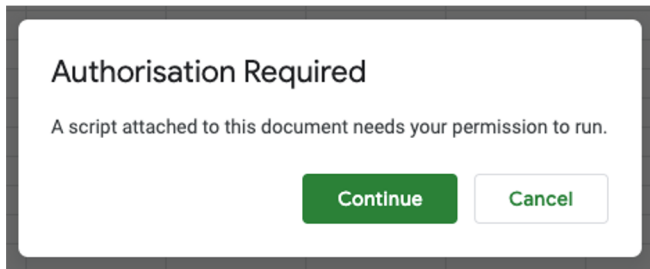 Authorisation Required
A script attached to this document needs your permission to run.
Continue Cancel